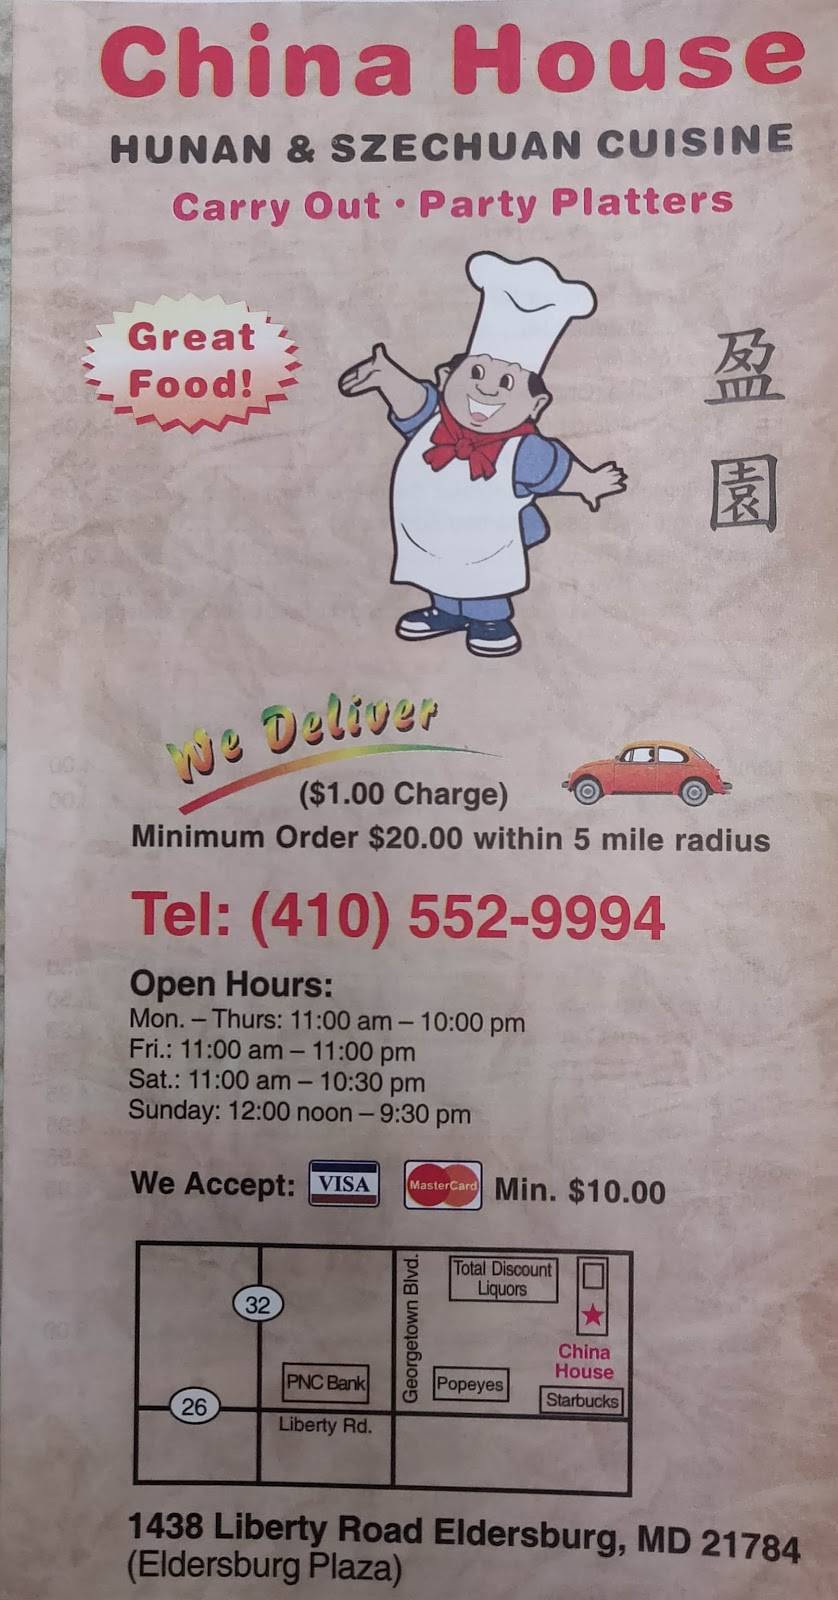 China House
HUNAN & SZECHUAN CUISINE
Carry Out • Party Platters
Great
Food!
盈
園
We Deliver
($1.00 Charge)
Minimum Order $20.00 within 5 mile radius
Tel: (410) 552-9994
Open Hours:
Mon. – Thurs: 11:00 am – 10:00 pm
Fri.: 11:00 am – 11:00 pm
Sat.: 11:00 am – 10:30 pm
Sunday: 12:00 noon – 9:30 pm
We Accept: VISA MasterCard Min. $10.00
32
26
PNC Bank
Liberty Rd.
Georgetown Blvd.
Total Discount
Liquors
Popeyes
China
House
Starbucks
1438 Liberty Road Eldersburg, MD 21784
(Eldersburg Plaza)